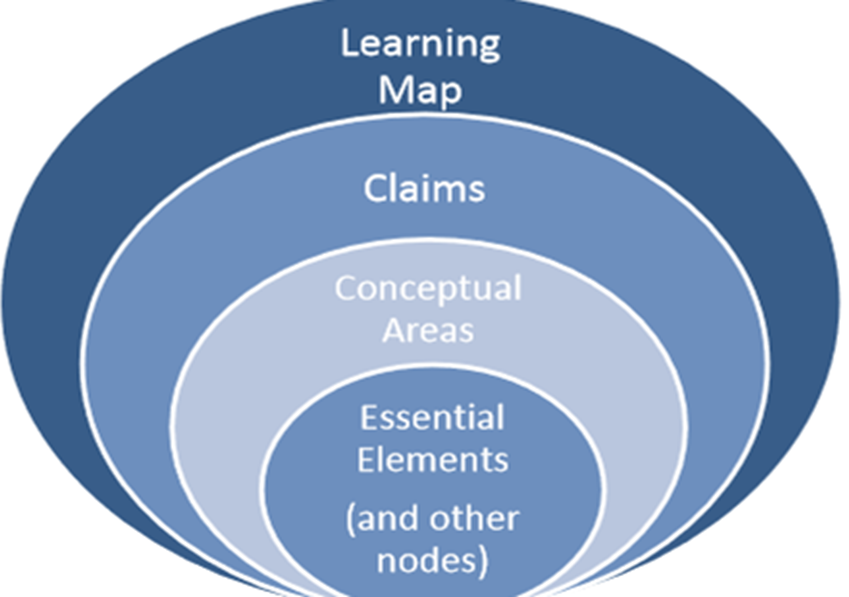 Learning
Map
Claims
Conceptual
Areas
Essential
Elements
(and other
nodes)